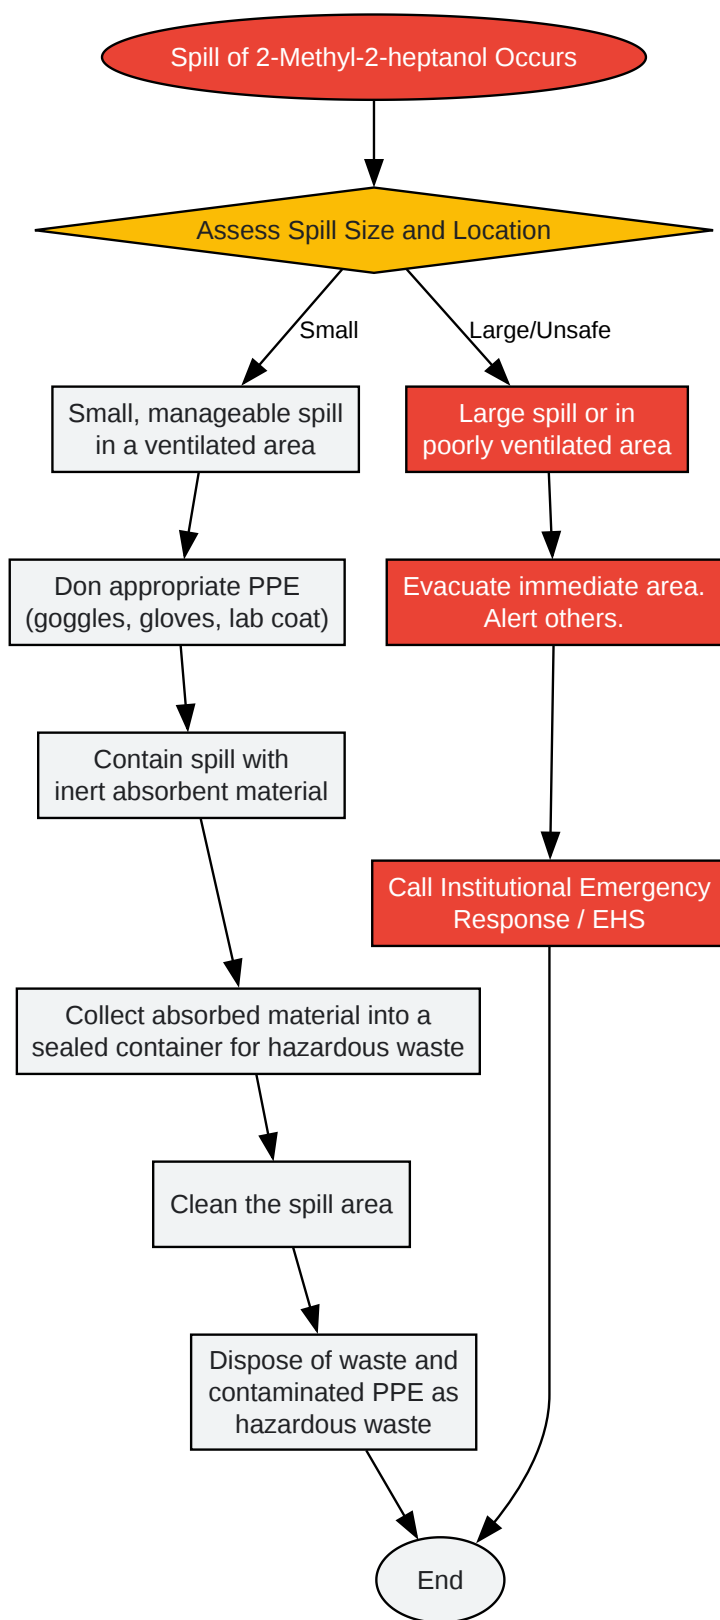 Spill of 2-Methyl-2-heptanol Occurs
Assess Spill Size and Location
Small
Large/Unsafe
Small, manageable spill
in a ventilated area
Large spill or in
poorly ventilated area
Don appropriate PPE
(goggles, gloves, lab coat)
Evacuate immediate area.
Alert others.
Contain spill with
inert absorbent material
Call Institutional Emergency
Response / EHS
Collect absorbed material into a
sealed container for hazardous waste
Clean the spill area
Dispose of waste and
contaminated PPE as
hazardous waste
End